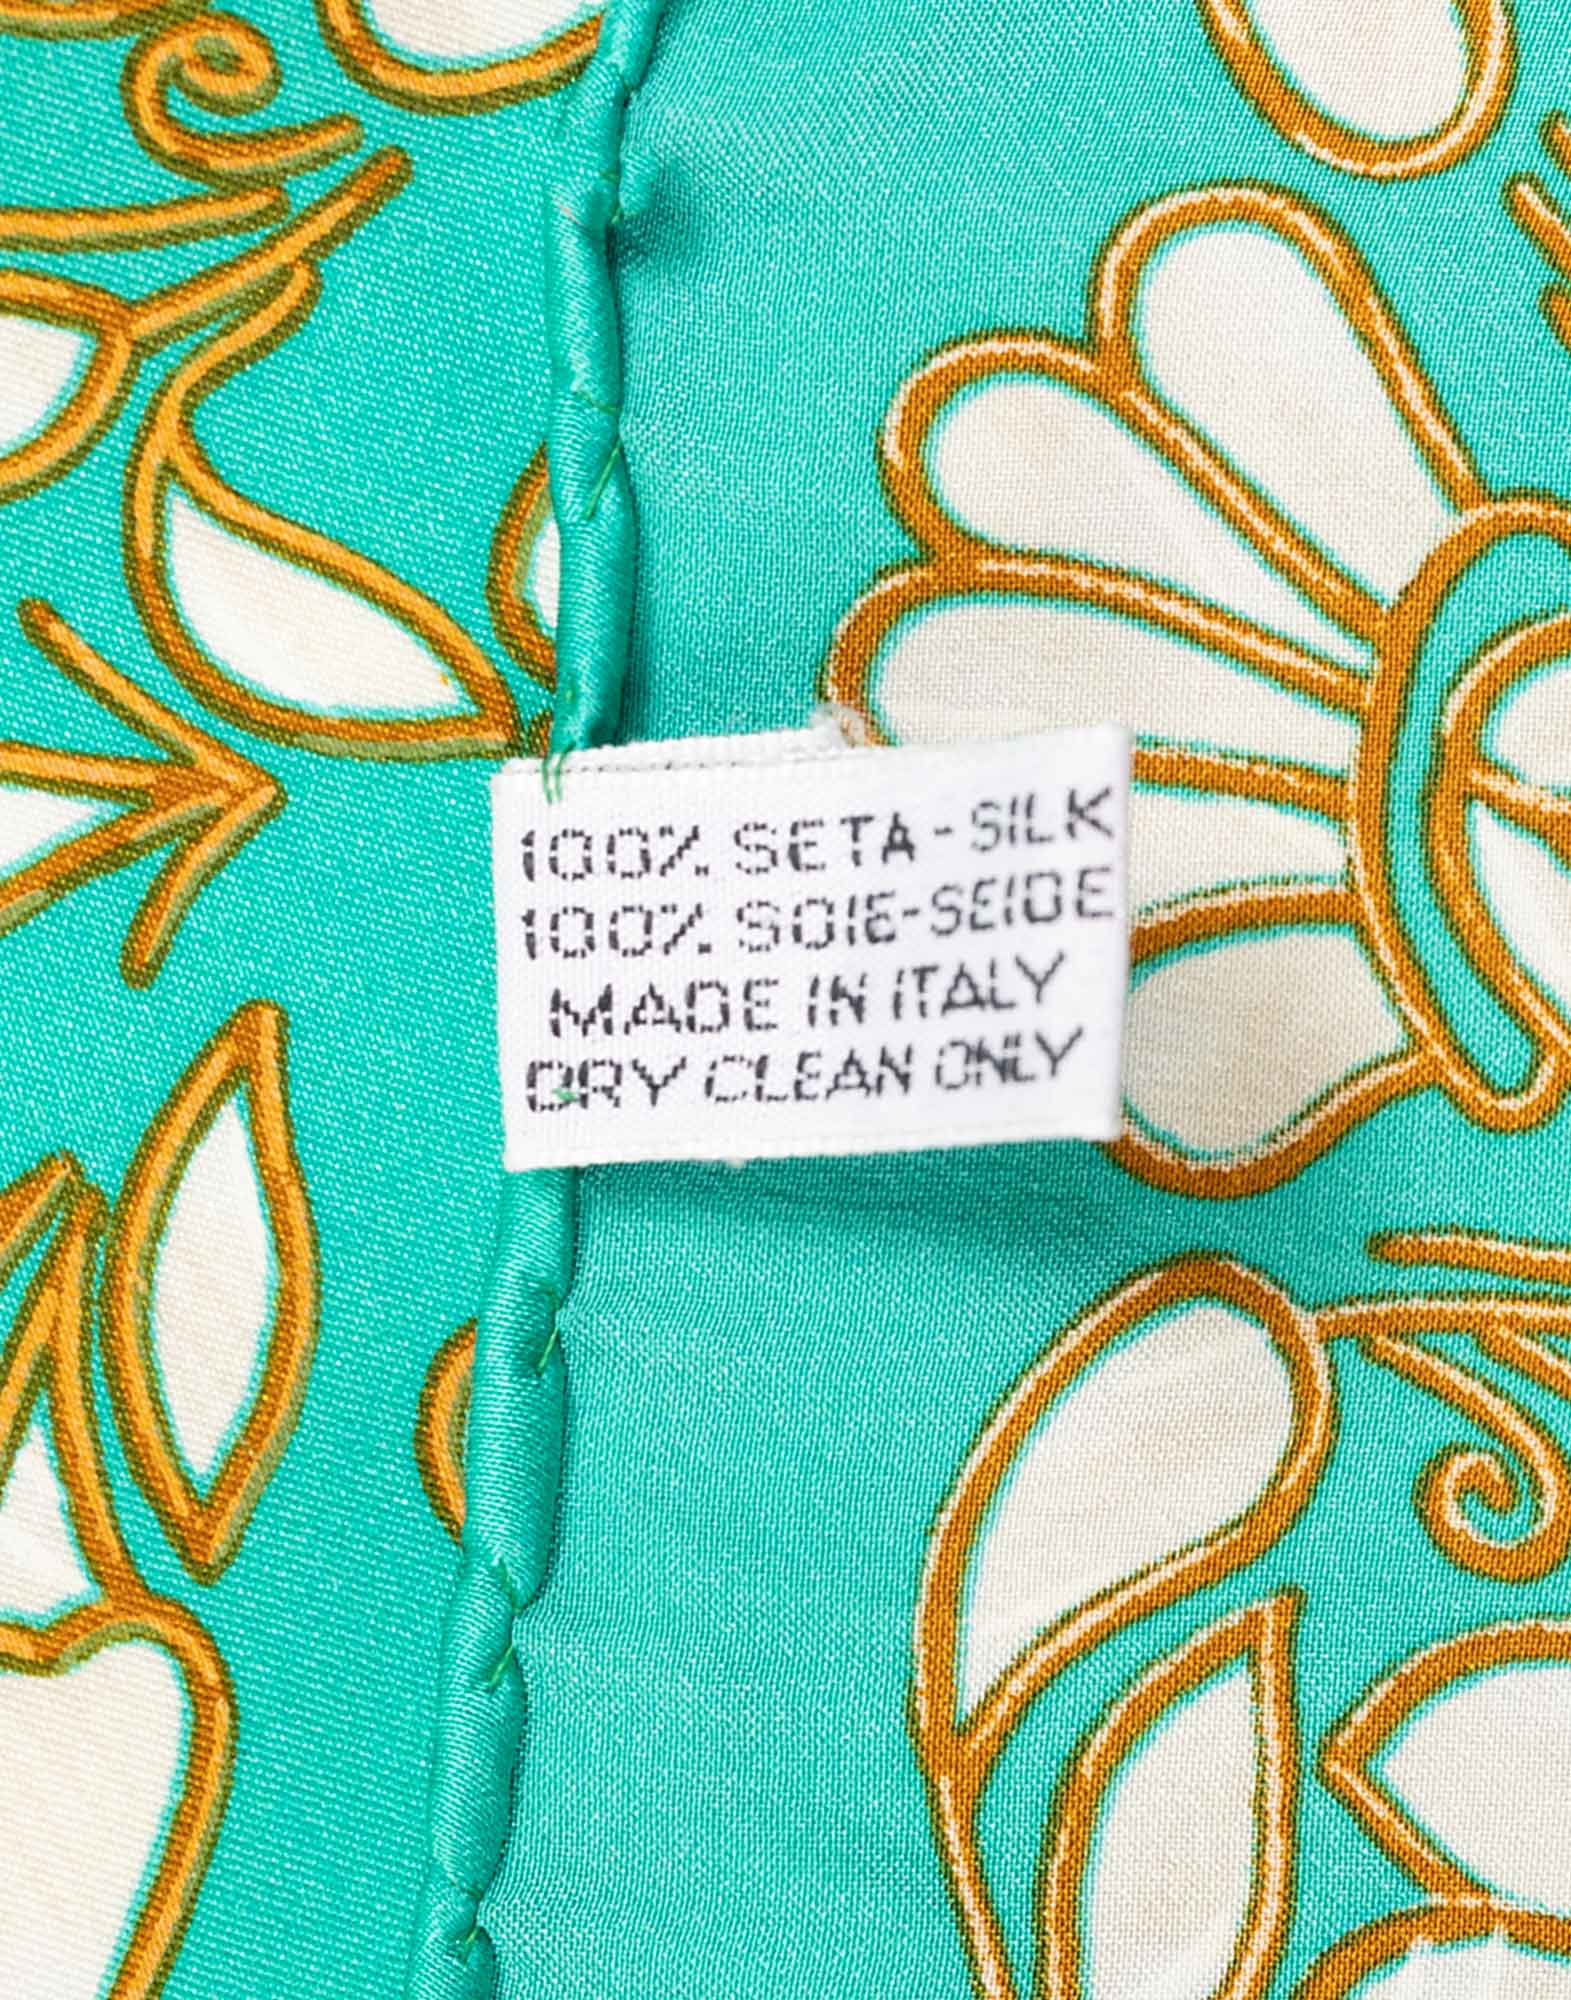 100% SETA-SILK
100% SOIE-SEIDE
MADE IN ITALY
DRY CLEAN ONLY